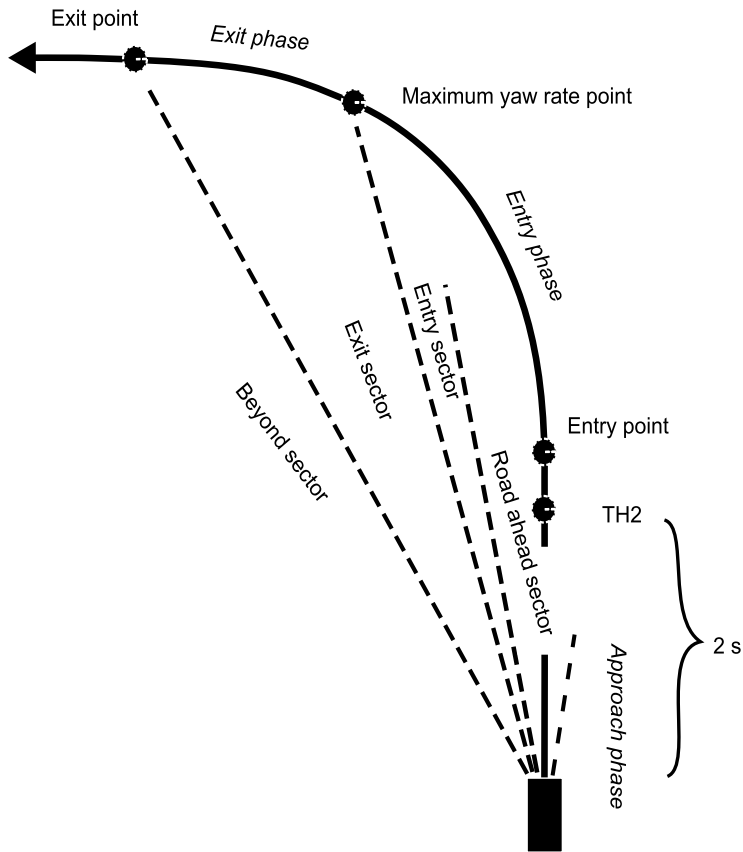 Exit point
Exit phase
Maximum yaw rate point
Entry phase
Entry sector
Exit sector
Beyond sector
Entry point
Road ahead sector
TH2
2 s
Approach phase